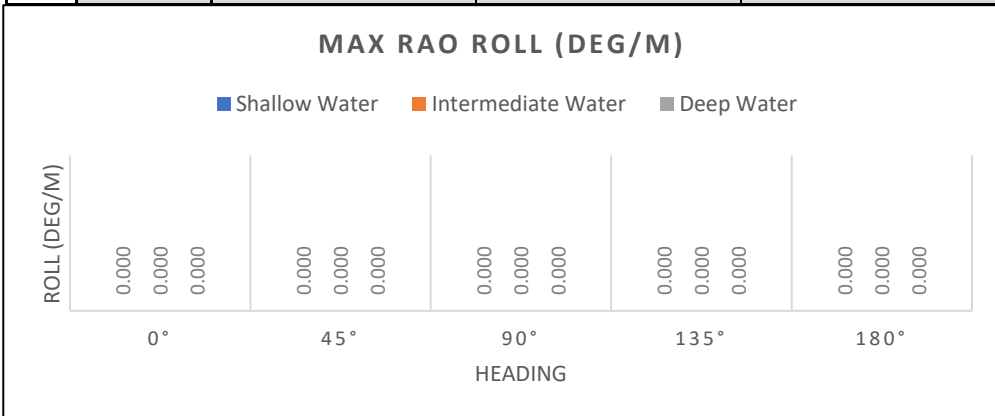 MAX RAO ROLL (DEG/M)
Shallow Water Intermediate Water Deep Water
ROLL (DEG/M)
0.000 0.000 0.000 0.000 0.000 0.000 0.000 0.000 0.000 0.000 0.000 0.000 0.000 0.000 0.000
0° 45° 90° 135° 180°
HEADING